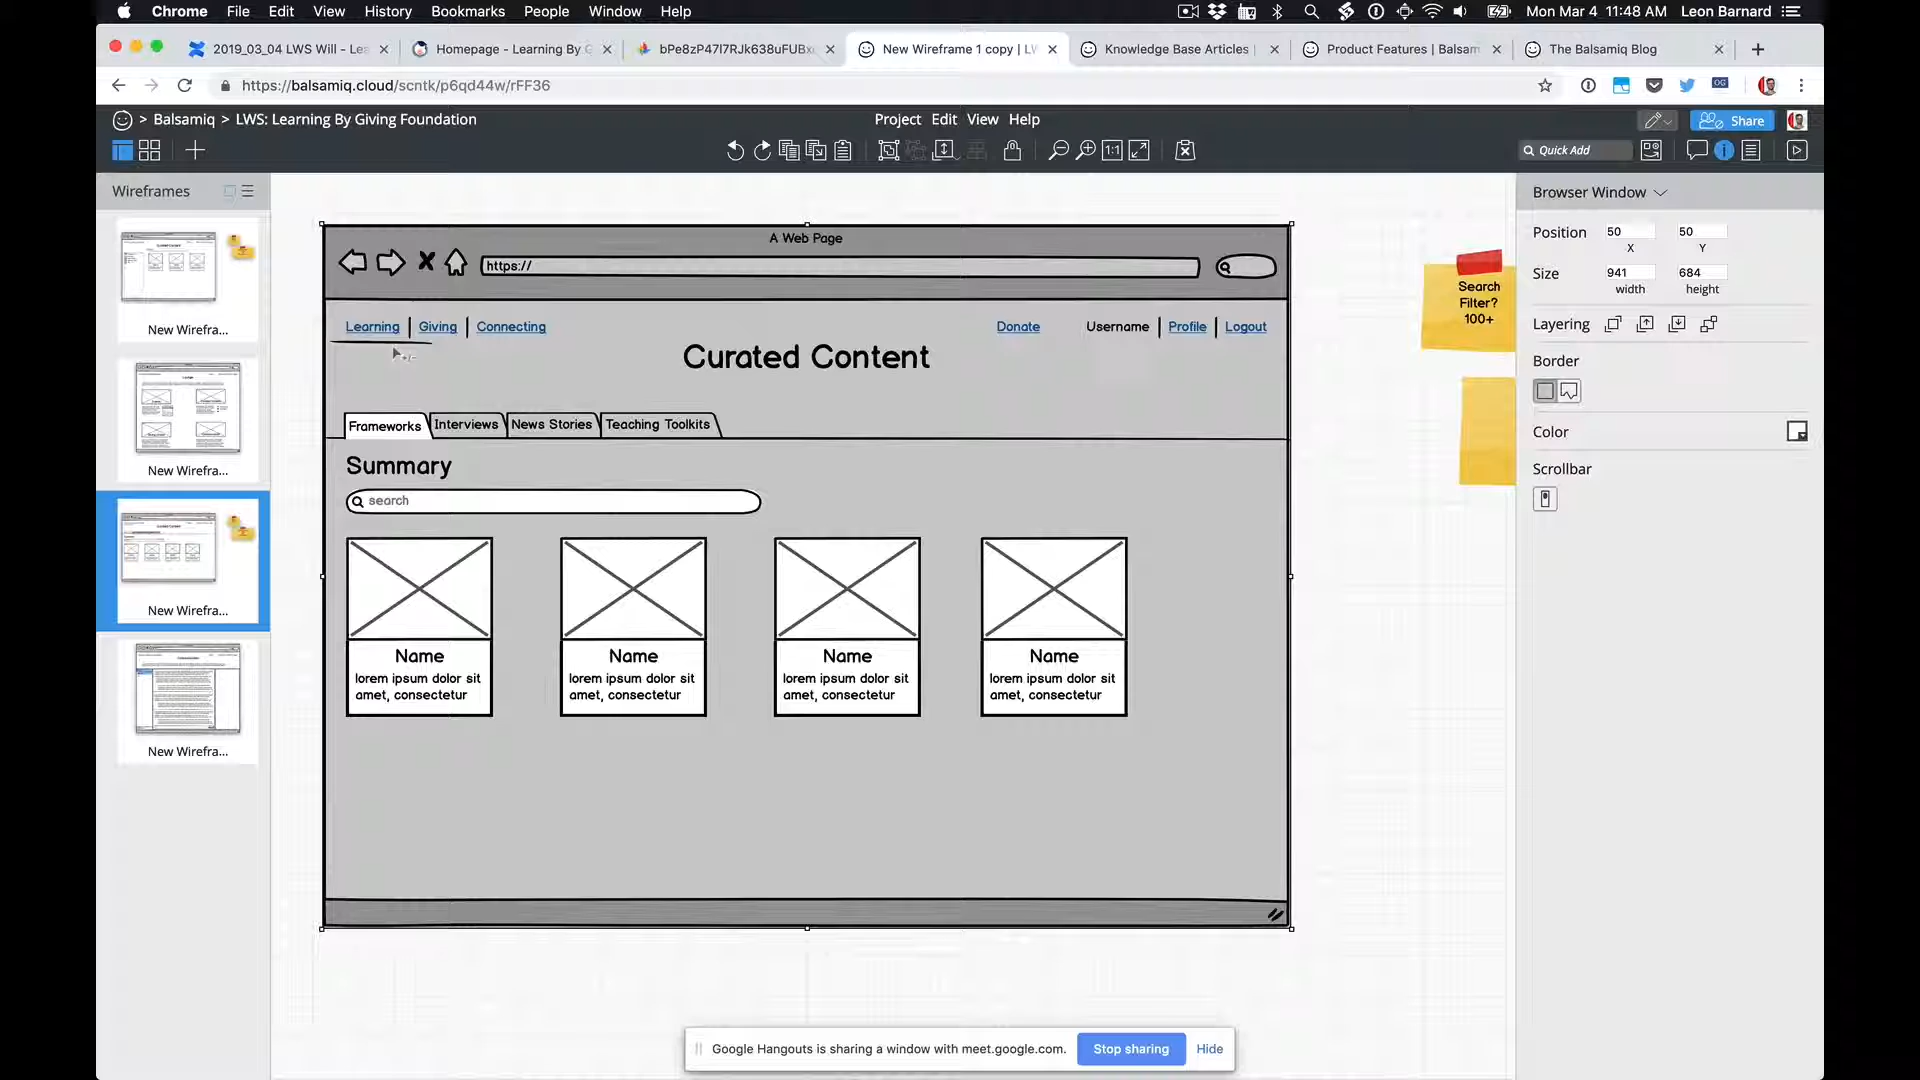 Chrome File Edit View History Bookmarks People Window Help Mon Mar 4 11:48 AM Leon Barnard
2019_03_04 LWS Will - Lea
Homepage - Learning By G
bPe8zP47l7RJk638uFUBx
New Wireframe 1 copy | LW
Knowledge Base Articles
Product Features | Balsam
The Balsamiq Blog
https://balsamiq.cloud/scntk/p6qd44w/rFF36
> Balsamiq > LWS: Learning By Giving Foundation
Project Edit View Help
Share
1:1
Quick Add
Wireframes
New Wirefra...
New Wirefra...
New Wirefra...
New Wirefra...
A Web Page
https://
Learning Giving Connecting
Donate Username Profile Logout
Curated Content
Frameworks Interviews News Stories Teaching Toolkits
Summary
search
Name
lorem ipsum dolor sit
amet, consectetur
Name
lorem ipsum dolor sit
amet, consectetur
Name
lorem ipsum dolor sit
amet, consectetur
Name
lorem ipsum dolor sit
amet, consectetur
Search
Filter?
100+
Browser Window
Position 50 50
X Y
Size 941 684
width height
Layering
Border
Color
Scrollbar
Google Hangouts is sharing a window with meet.google.com. Stop sharing Hide